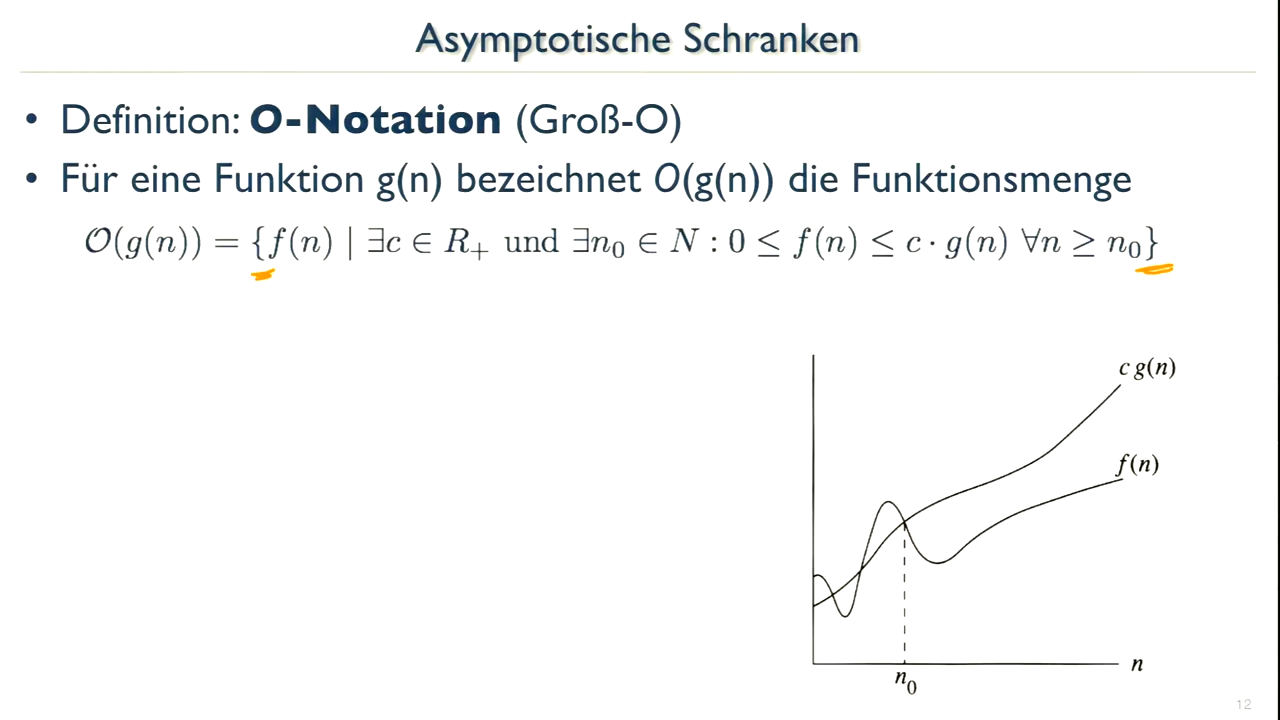 Asymptotische Schranken
• Definition: O-Notation (Groß-O)
• Für eine Funktion g(n) bezeichnet O(g(n)) die Funktionsmenge
𝒪(g(n)) = {f(n) | ∃c ∈ R₊ und ∃n₀ ∈ N : 0 ≤ f(n) ≤ c · g(n) ∀n ≥ n₀}
c g(n)
f(n)
n
n₀
12